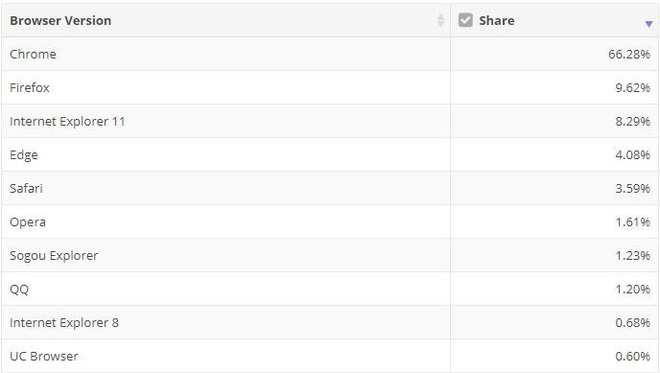 Browser Version Share
Chrome 66.28%
Firefox 9.62%
Internet Explorer 11 8.29%
Edge 4.08%
Safari 3.59%
Opera 1.61%
Sogou Explorer 1.23%
QQ 1.20%
Internet Explorer 8 0.68%
UC Browser 0.60%